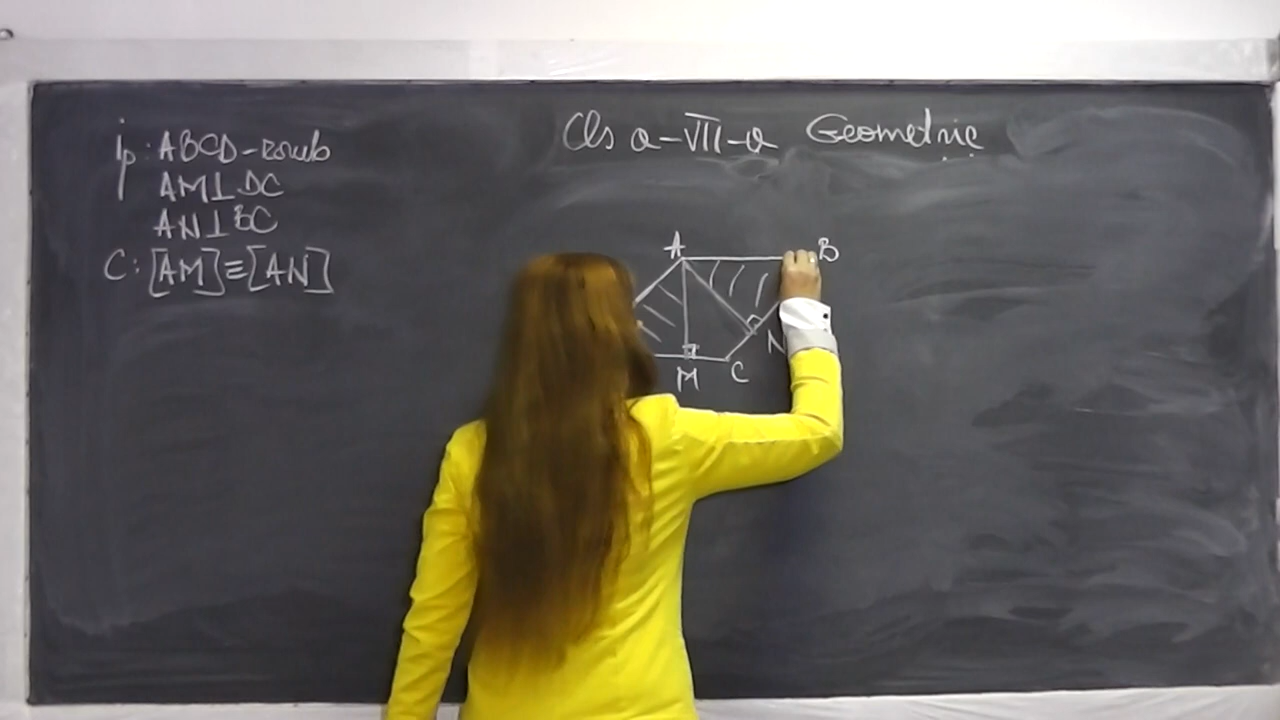 Cls a-VII-a Geometrie
ip: ABCD-romb
AM⊥DC
AN⊥BC
C: [AM]≡[AN]
A B
N
M C